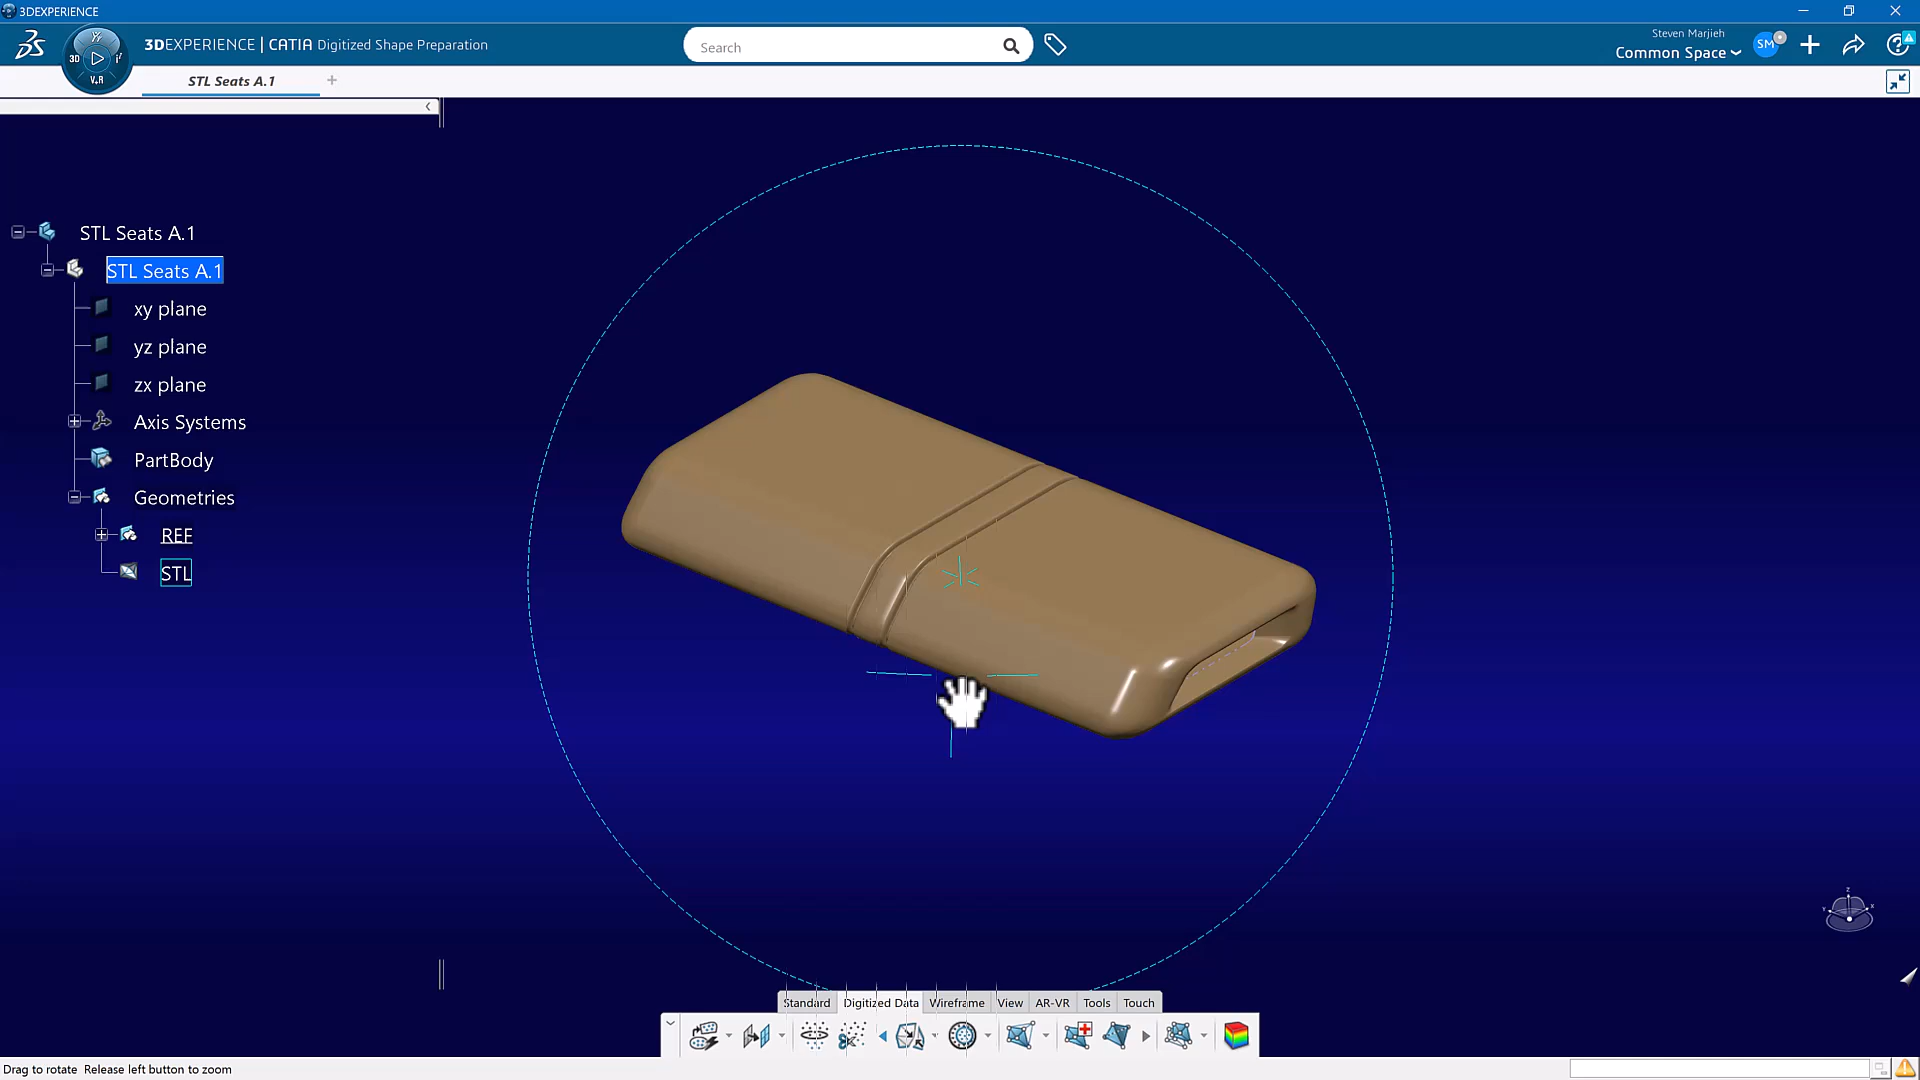 3DEXPERIENCE
3DEXPERIENCE | CATIA Digitized Shape Preparation
Search
Steven Marjieh
Common Space
SM
3D
V.R
STL Seats A.1
STL Seats A.1
STL Seats A.1
xy plane
yz plane
zx plane
Axis Systems
PartBody
Geometries
REF
STL
Standard
Digitized Data
Wireframe
View
AR-VR
Tools
Touch
Drag to rotate Release left button to zoom